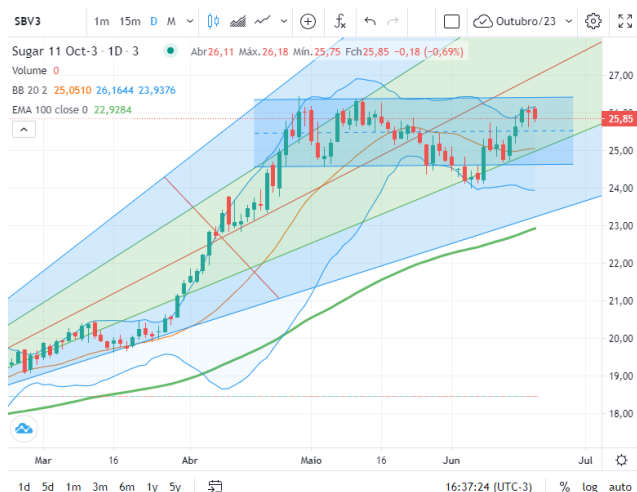 SBV3 1m 15m D M Outubro/23
Sugar 11 Oct-3 · 1D · 3 Abr26,11 Máx.26,18 Mín.25,75 Fch25,85 −0,18 (−0,69%)
Volume 0
BB 20 2 25,0510 26,1644 23,9376
EMA 100 close 0 22,9284
27,00
26,00
25,85
25,00
24,00
23,00
22,00
21,00
20,00
19,00
18,00
Mar 16 Abr Maio 16 Jun Jul
1d 5d 1m 3m 6m 1y 5y 16:37:24 (UTC-3) % log auto